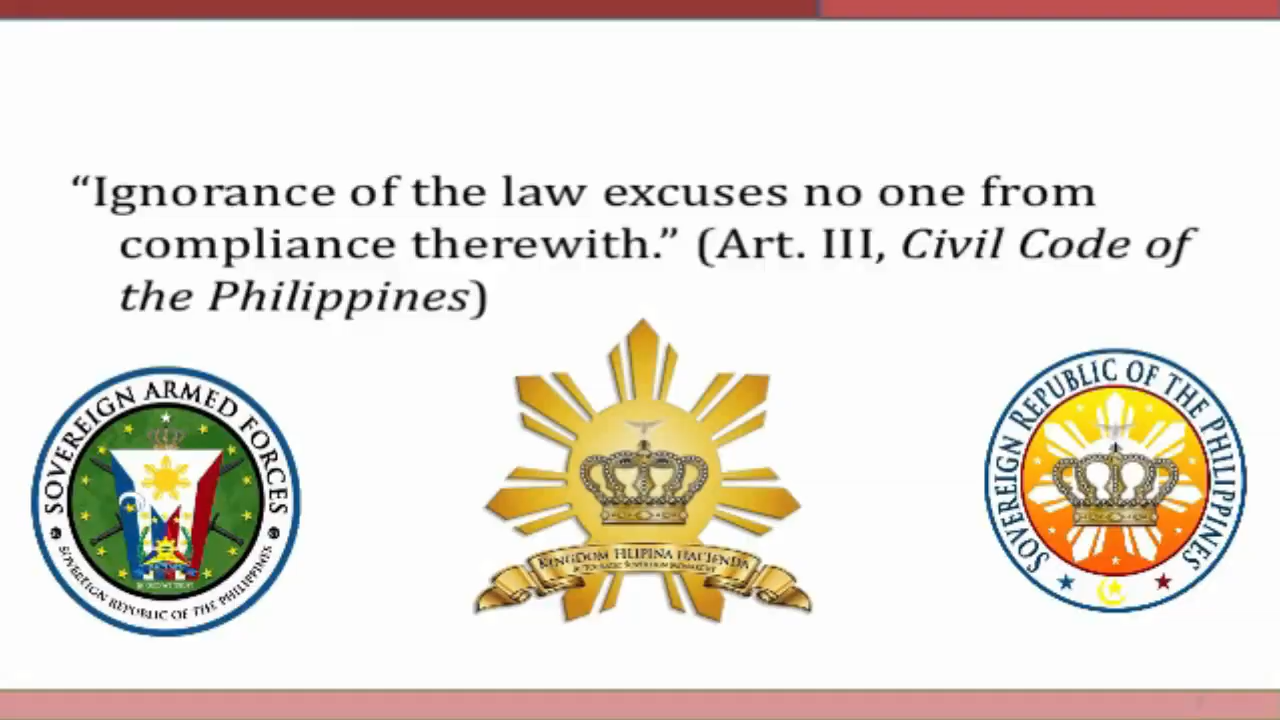 “Ignorance of the law excuses no one from
compliance therewith.” (Art. III, Civil Code of
the Philippines)
SOVEREIGN ARMED FORCES
SOVEREIGN REPUBLIC OF THE PHILIPPINES
KINGDOM FILIPINA HACIENDA
SOVEREIGN REPUBLIC OF THE PHILIPPINES